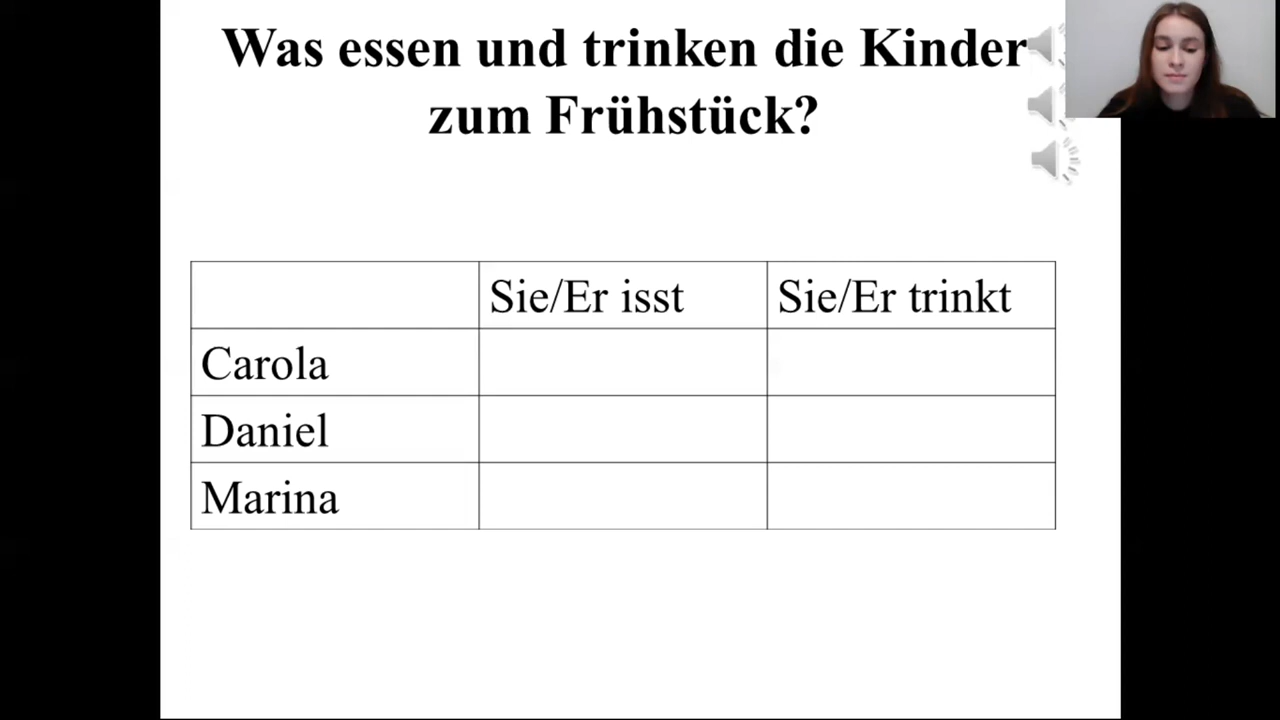 Was essen und trinken die Kinder
zum Frühstück?
Sie/Er isst
Sie/Er trinkt
Carola
Daniel
Marina